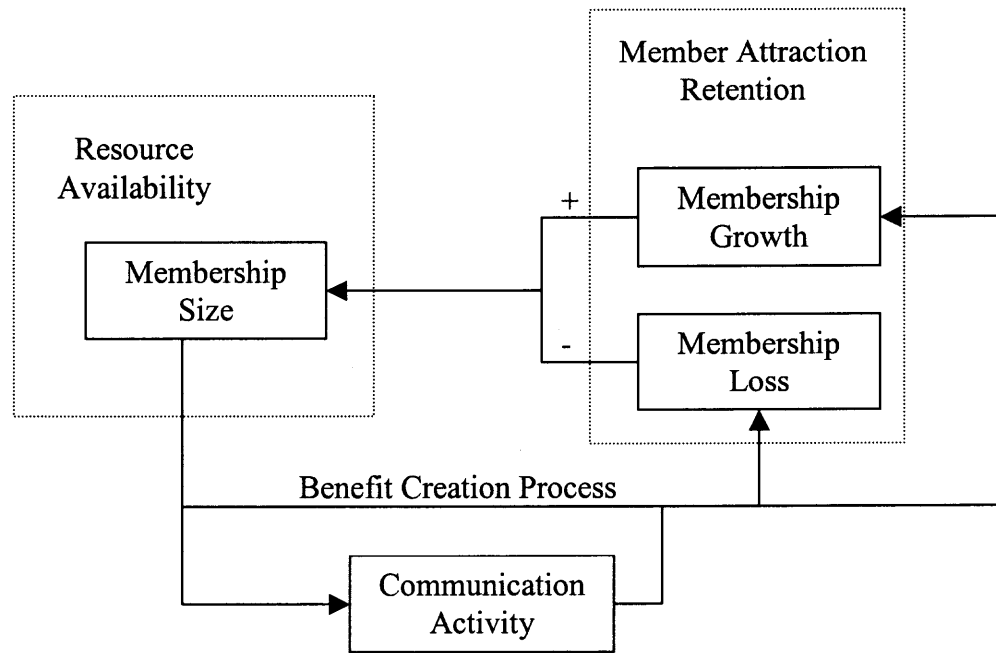 Member Attraction
Retention
Resource
Availability
+
Membership
Growth
Membership
Size
-
Membership
Loss
Benefit Creation Process
Communication
Activity